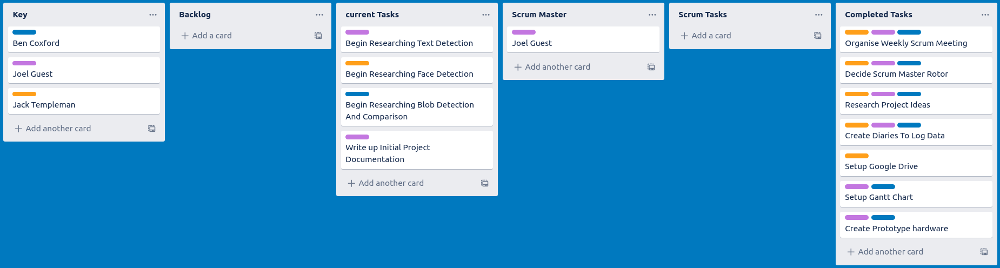 Key
Ben Coxford
Joel Guest
Jack Templeman
Add another card
Backlog
Add a card
current Tasks
Begin Researching Text Detection
Begin Researching Face Detection
Begin Researching Blob Detection
And Comparison
Write up Initial Project
Documentation
Add another card
Scrum Master
Joel Guest
Add another card
Scrum Tasks
Add a card
Completed Tasks
Organise Weekly Scrum Meeting
Decide Scrum Master Rotor
Research Project Ideas
Create Diaries To Log Data
Setup Google Drive
Setup Gantt Chart
Create Prototype hardware
Add another card